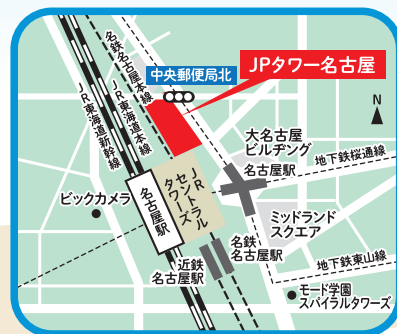 JPタワー名古屋
中央郵便局北
名鉄名古屋本線
JR東海道本線
JR東海道新幹線
N
大名古屋
ビルヂング
名古屋駅
地下鉄桜通線
JR
セントラル
タワーズ
名古屋駅
ビックカメラ
ミッドランド
スクエア
名鉄
名古屋駅
近鉄
名古屋駅
地下鉄東山線
モード学園
スパイラルタワーズ